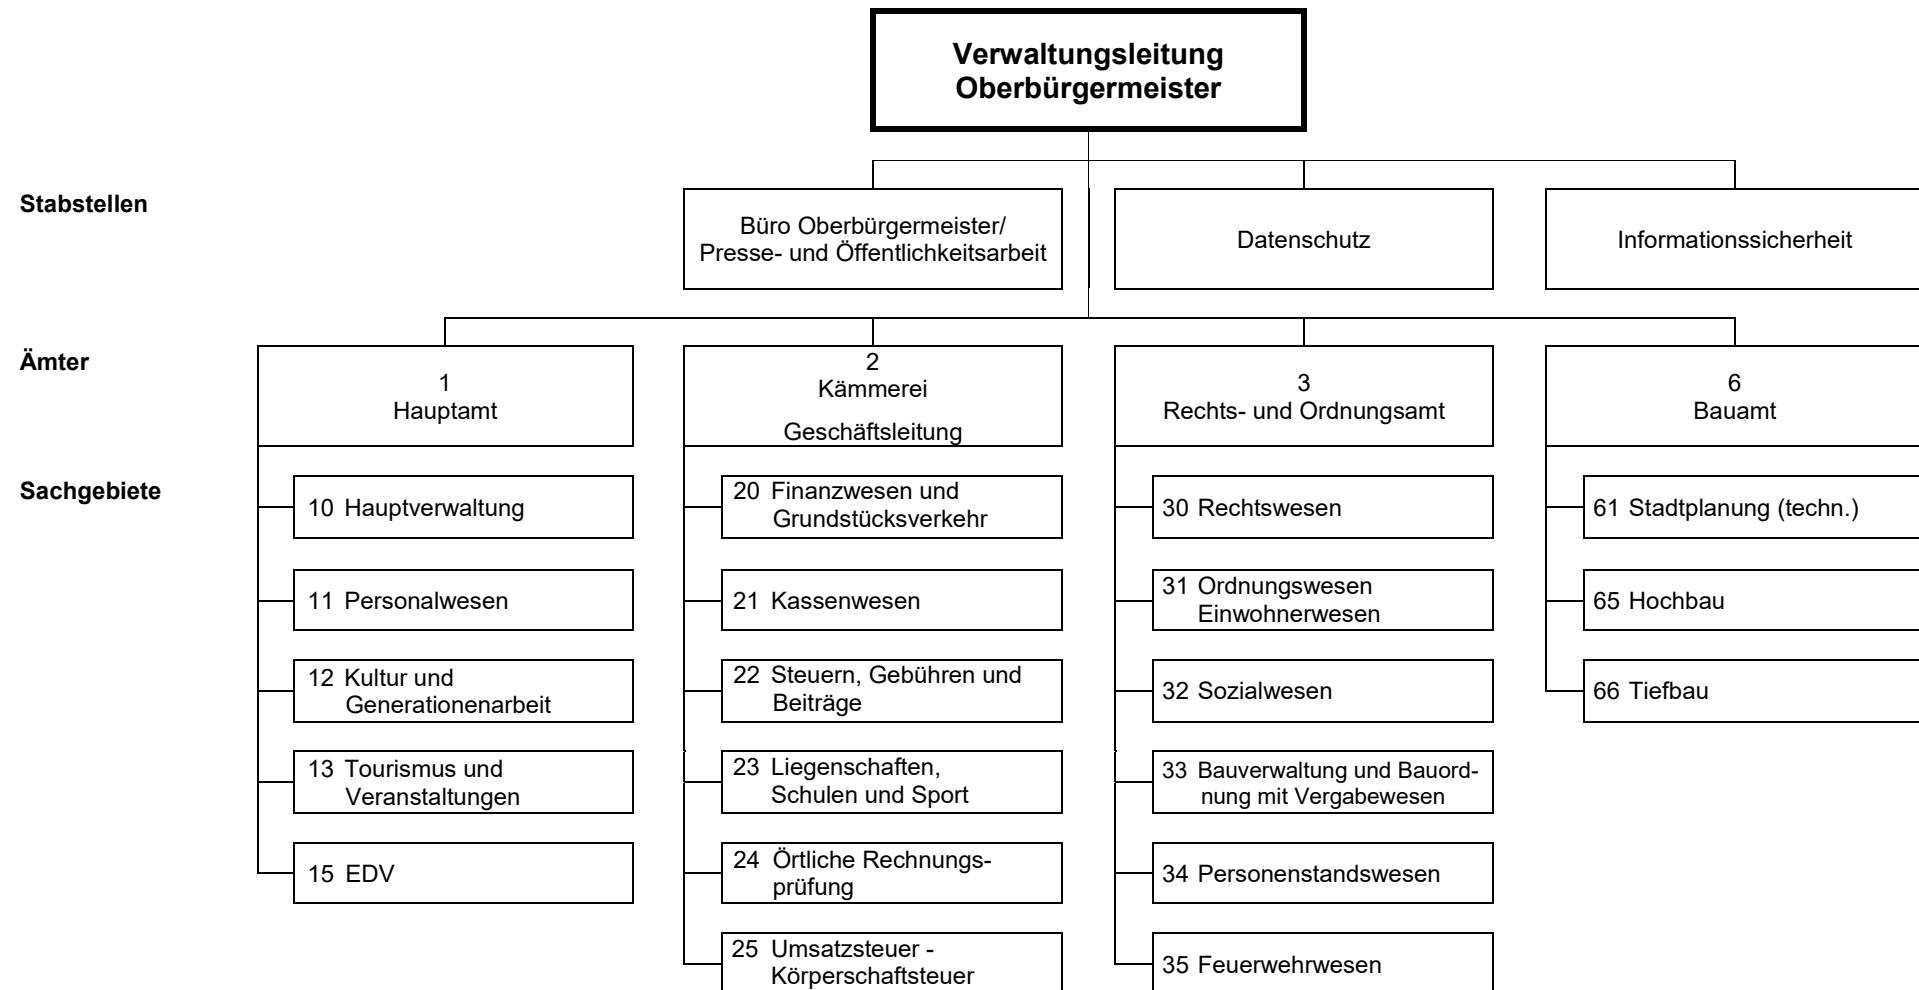 Verwaltungsleitung
Oberbürgermeister
Stabstellen
Büro Oberbürgermeister/
Presse- und Öffentlichkeitsarbeit
Datenschutz
Informationssicherheit
Ämter
1
Hauptamt
2
Kämmerei
Geschäftsleitung
3
Rechts- und Ordnungsamt
6
Bauamt
Sachgebiete
10 Hauptverwaltung
11 Personalwesen
12 Kultur und
Generationenarbeit
13 Tourismus und
Veranstaltungen
15 EDV
20 Finanzwesen und
Grundstücksverkehr
21 Kassenwesen
22 Steuern, Gebühren und
Beiträge
23 Liegenschaften,
Schulen und Sport
24 Örtliche Rechnungs-
prüfung
25 Umsatzsteuer -
Körperschaftsteuer
30 Rechtswesen
31 Ordnungswesen
Einwohnerwesen
32 Sozialwesen
33 Bauverwaltung und Bauord-
nung mit Vergabewesen
34 Personenstandswesen
35 Feuerwehrwesen
61 Stadtplanung (techn.)
65 Hochbau
66 Tiefbau